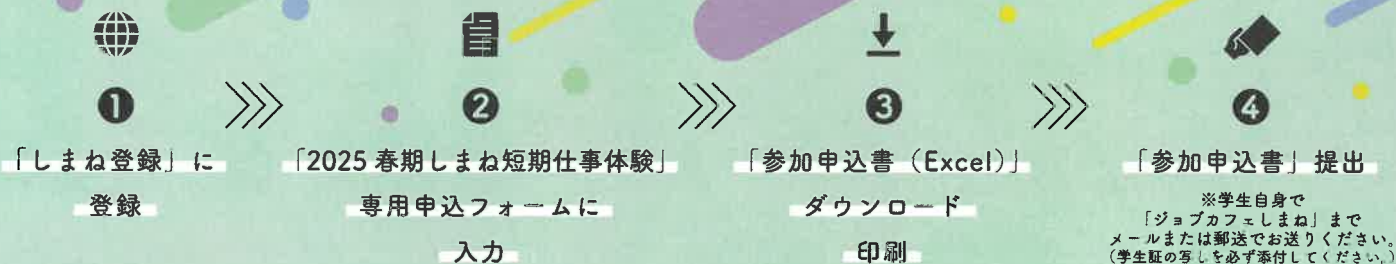 ❶
「しまね登録」に
登録
❷
「2025 春期しまね短期仕事体験」
専用申込フォームに
入力
❸
「参加申込書（Excel）」
ダウンロード
印刷
❹
「参加申込書」提出
※学生自身で
「ジョブカフェしまね」まで
メールまたは郵送でお送りください。
（学生証の写しを必ず添付してください。）